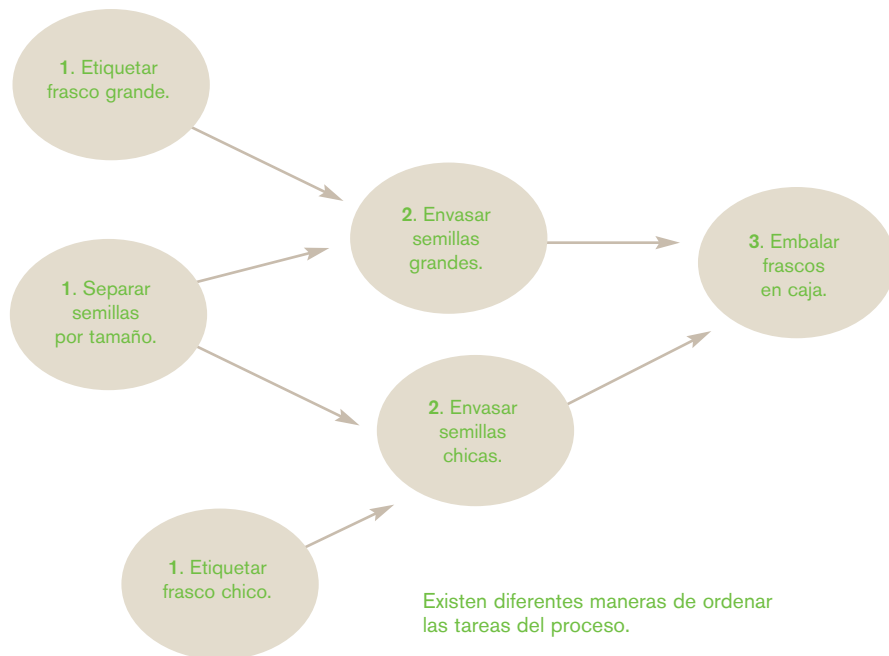 1. Etiquetar
frasco grande.
2. Envasar
semillas
grandes.
3. Embalar
frascos
en caja.
1. Separar
semillas
por tamaño.
2. Envasar
semillas
chicas.
1. Etiquetar
frasco chico.
Existen diferentes maneras de ordenar
las tareas del proceso.